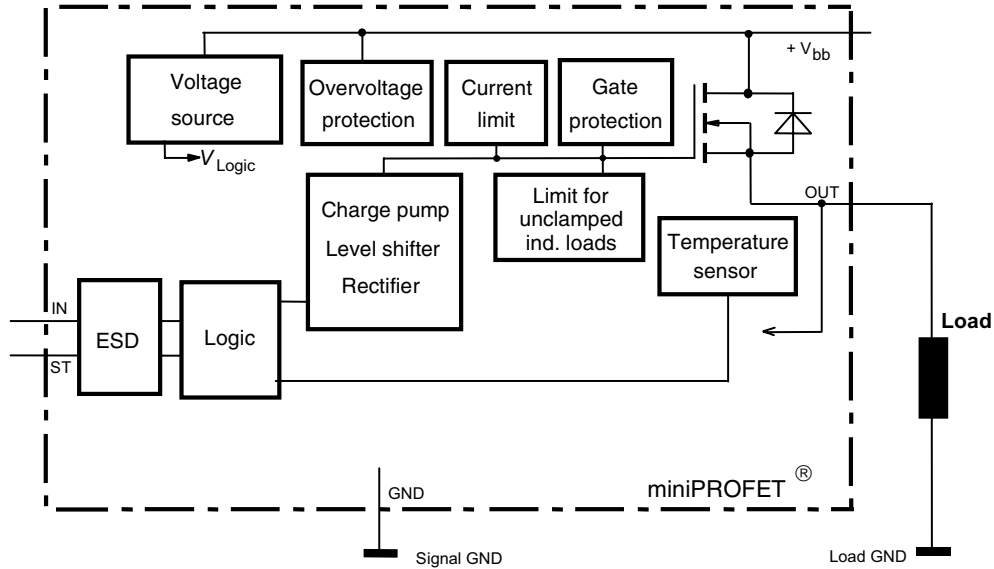 + V bb
Voltage
source
Overvoltage
protection
Current
limit
Gate
protection
V Logic
OUT
Charge pump
Level shifter
Rectifier
Limit for
unclamped
ind. loads
Temperature
sensor
IN
ESD
Logic
Load
ST
GND
miniPROFET ®
Signal GND
Load GND